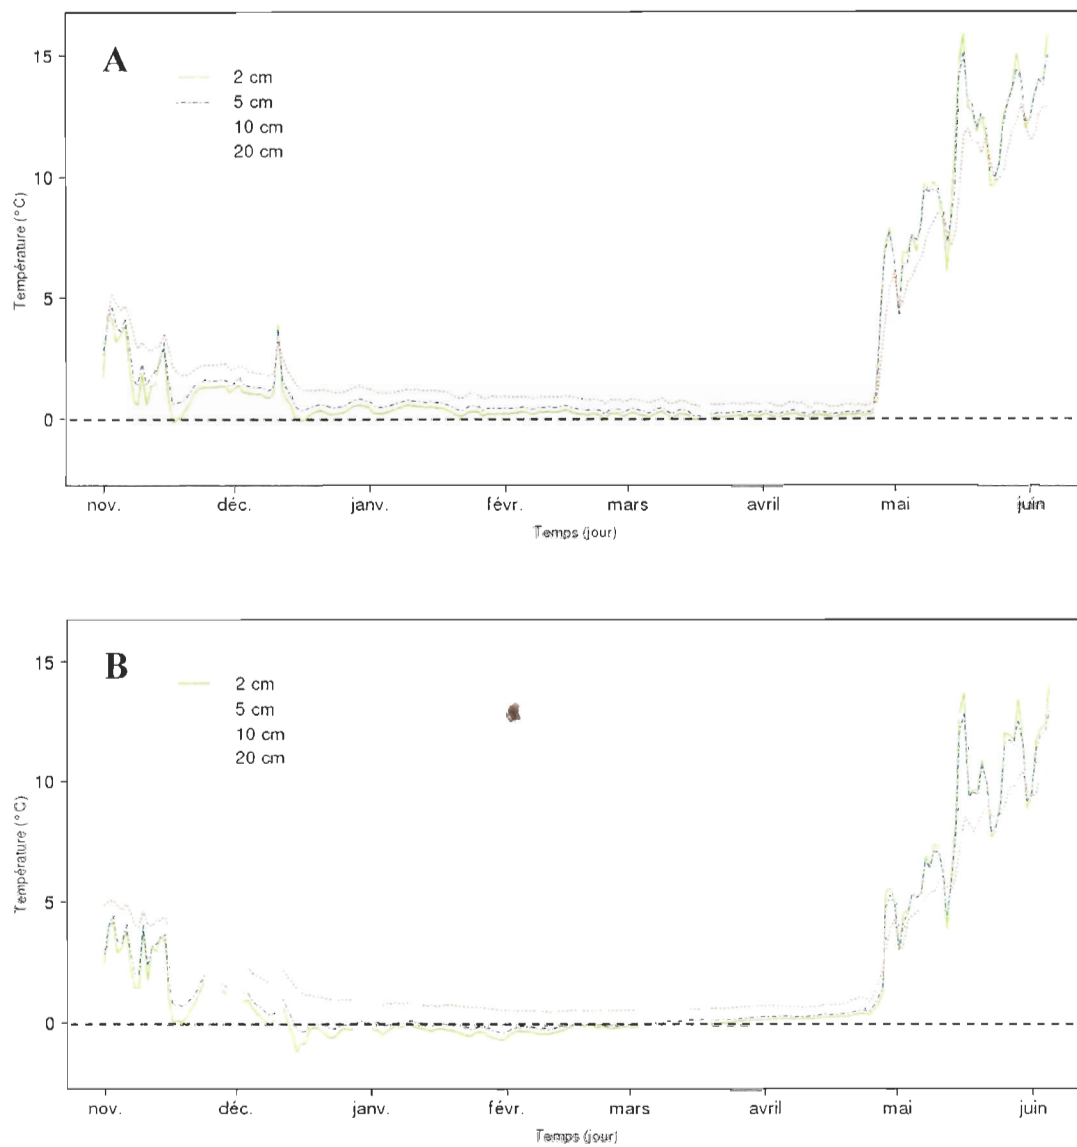 A
2 cm
5 cm
10 cm
20 cm
15
10
5
0
Température (°C)
nov. déc. janv. févr. mars avril mai juin
Temps (jour)
B
2 cm
5 cm
10 cm
20 cm
15
10
5
0
Température (°C)
nov. déc. janv. févr. mars avril mai juin
Temps (jour)